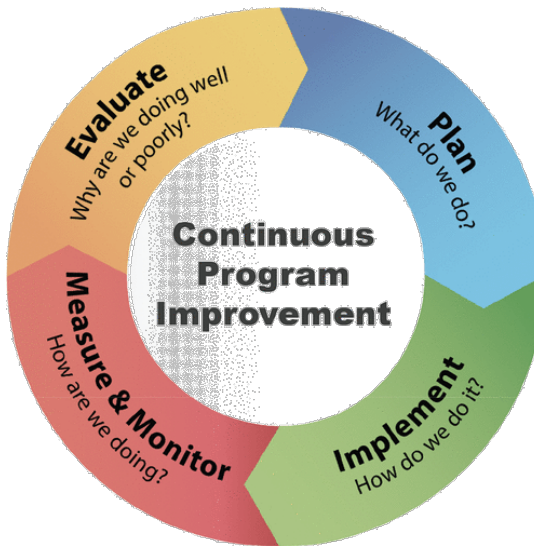 Continuous
Program
Improvement
Plan
What do we do?
Implement
How do we do it?
Measure & Monitor
How are we doing?
Evaluate
Why are we doing well
or poorly?